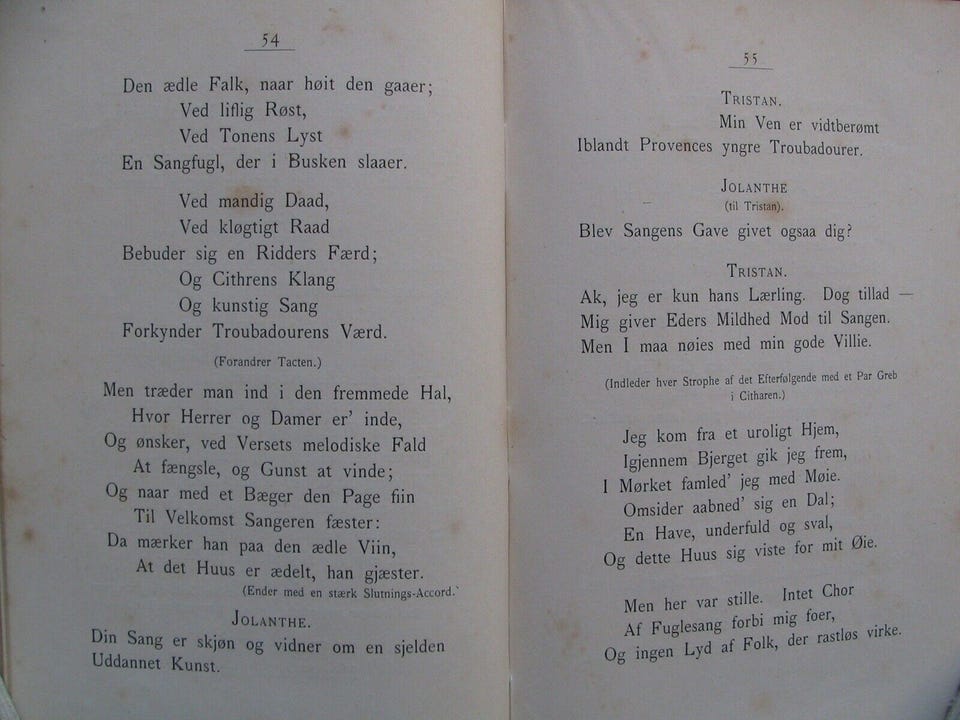 54
Den ædle Falk, naar høit den gaaer;
Ved liflig Røst,
Ved Tonens Lyst
En Sangfugl, der i Busken slaaer.
Ved mandig Daad,
Ved kløgtigt Raad
Bebuder sig en Ridders Færd;
Og Cithrens Klang
Og kunstig Sang
Forkynder Troubadourens Værd.
(Forandrer Tacten.)
Men træder man ind i den fremmede Hal,
Hvor Herrer og Damer er' inde,
Og ønsker, ved Versets melodiske Fald
At fængsle, og Gunst at vinde;
Og naar med et Bæger den Page fiin
Til Velkomst Sangeren fæster:
Da mærker han paa den ædle Viin,
At det Huus er ædelt, han gjæster.
(Ender med en stærk Slutnings-Accord.
JOLANTHE.
Din Sang er skjøn og vidner om en sjelden
Uddannet Kunst.
55
TRISTAN.
Min Ven er vidtberømt
Iblandt Provences yngre Troubadourer.
JOLANTHE
(til Tristan).
Blev Sangens Gave givet ogsaa dig?
TRISTAN.
Ak, jeg er kun hans Lærling. Dog tillad —
Mig giver Eders Mildhed Mod til Sangen.
Men I maa nøies med min gode Villie.
(Indleder hver Strophe af det Efterfølgende med et Par Greb
i Citharen.)
Jeg kom fra et uroligt Hjem,
Igjennem Bjerget gik jeg frem,
I Mørket famled' jeg med Møie.
Omsider aabned' sig en Dal;
En Have, underfuld og sval,
Og dette Huus sig viste for mit Øie.
Men her var stille. Intet Chor
Af Fuglesang forbi mig foer,
Og ingen Lyd af Folk, der rastløs virke.